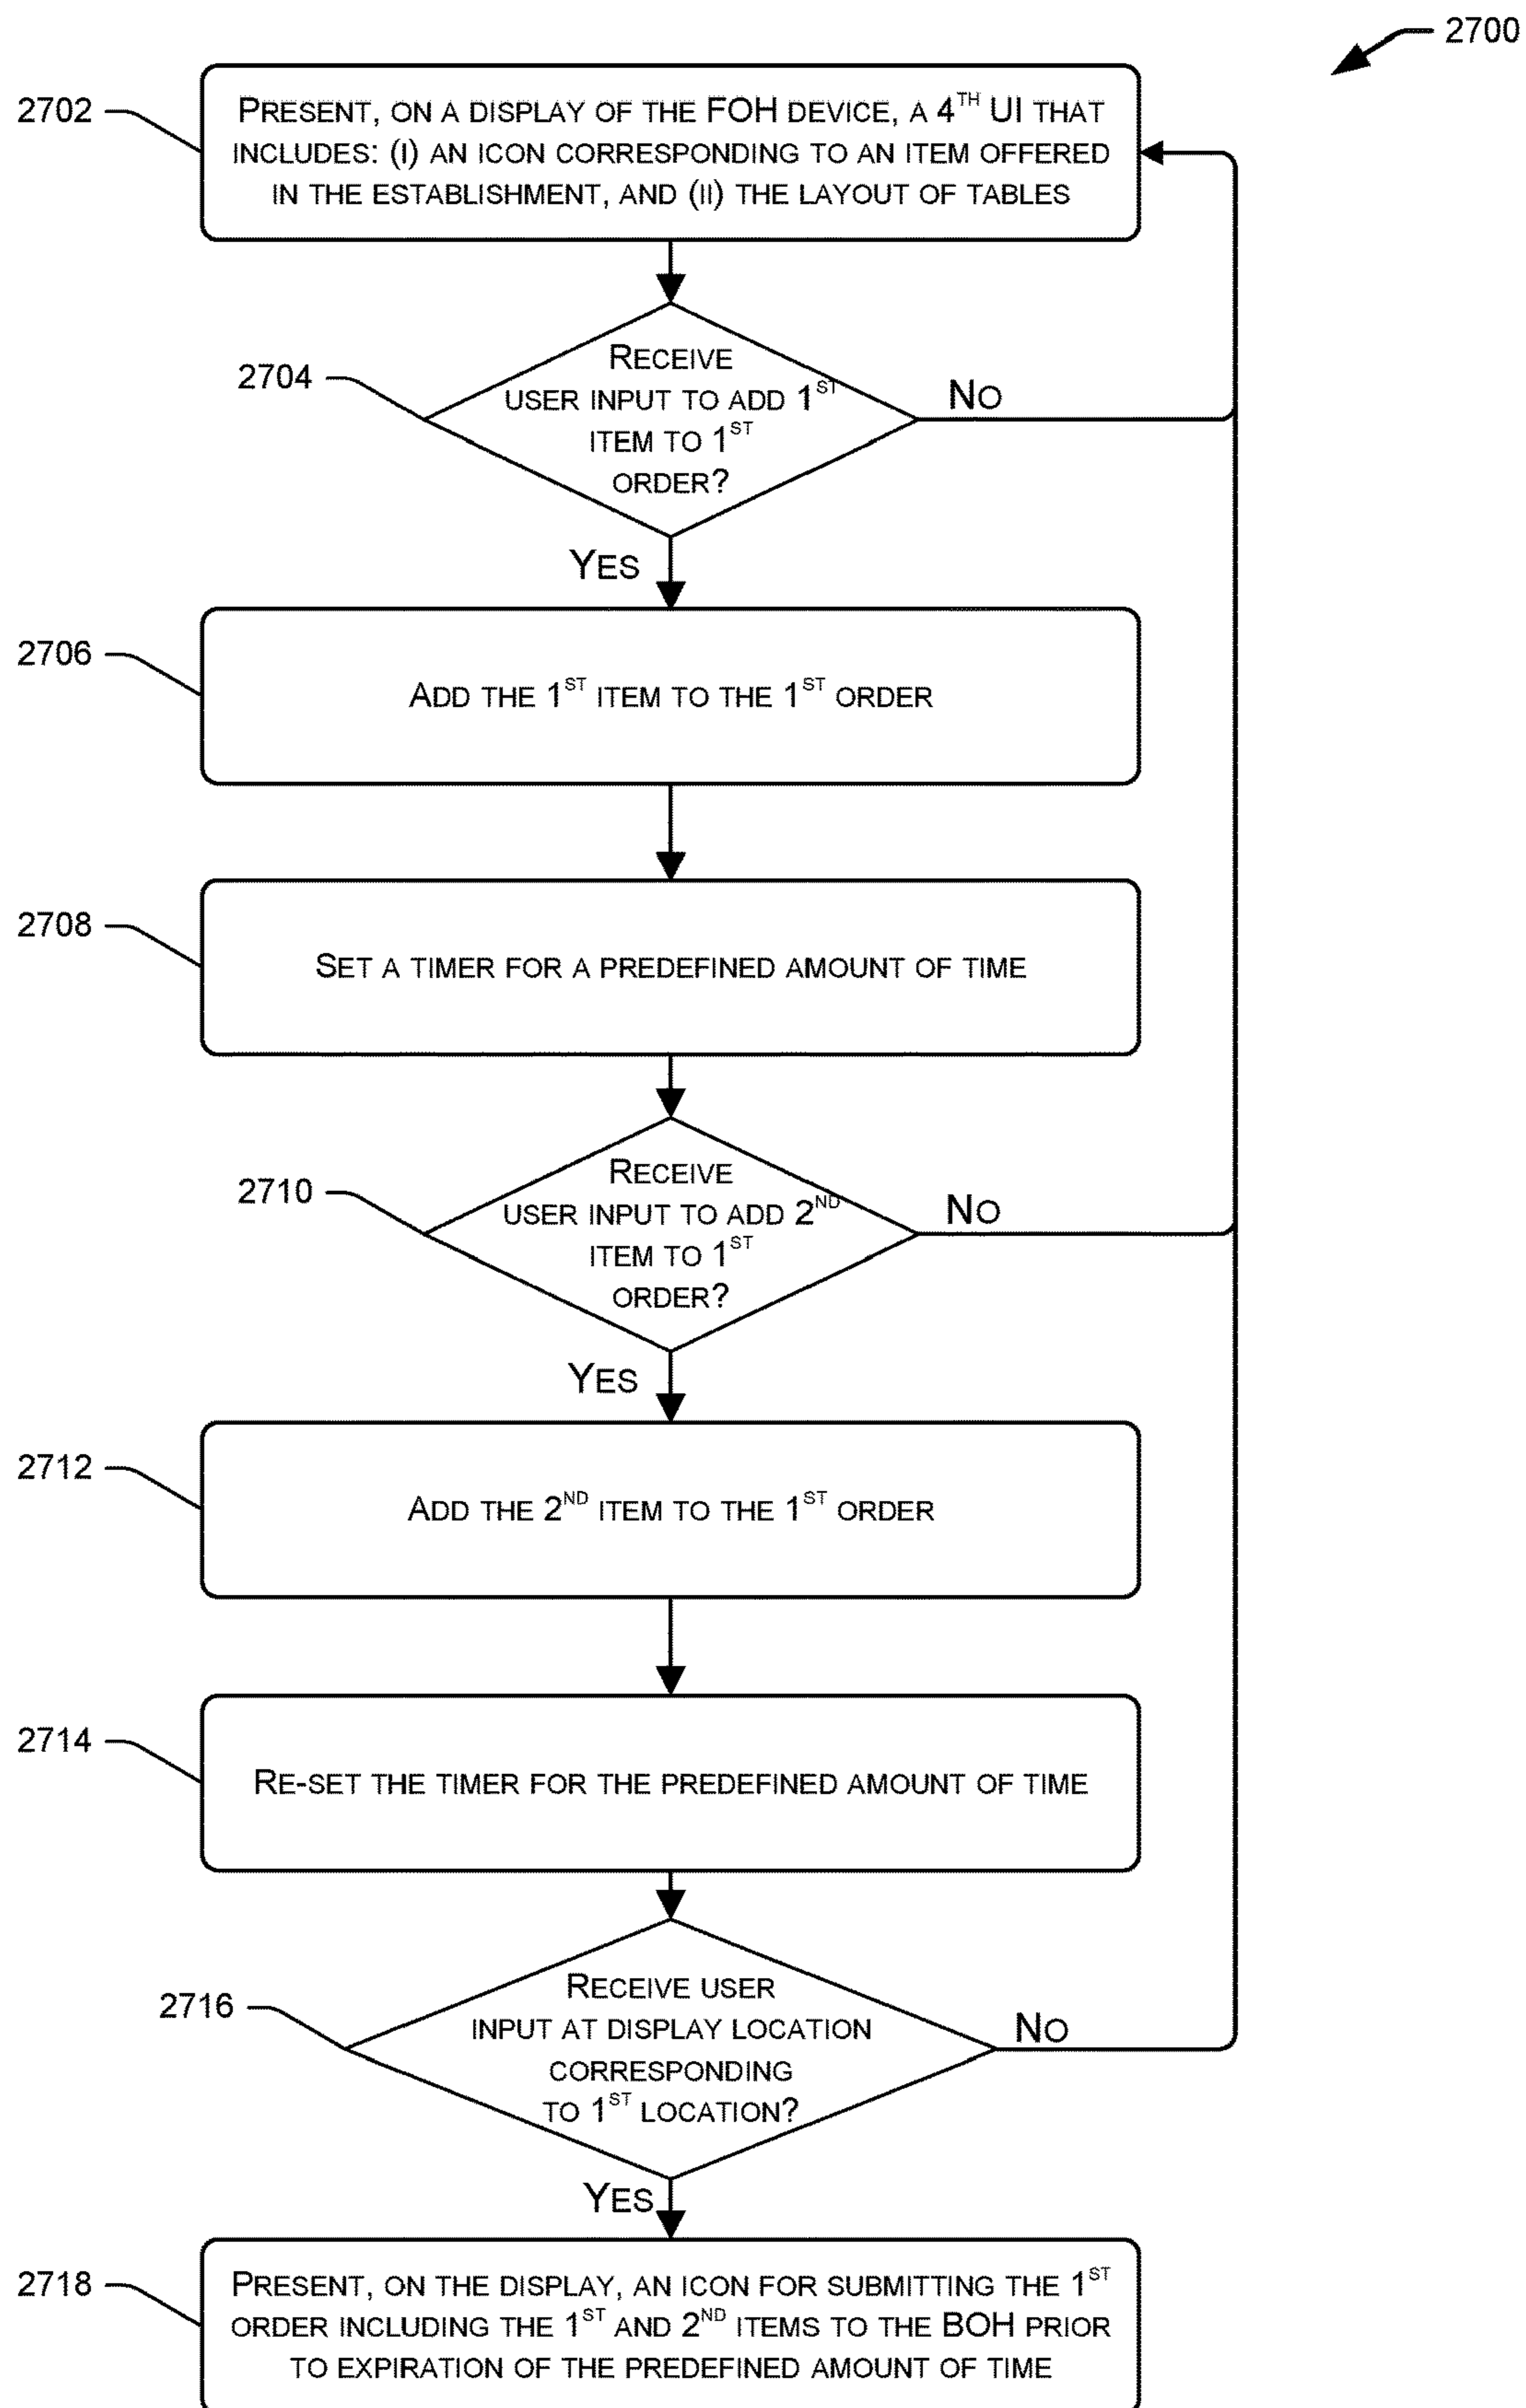 2700
2702
PRESENT, ON A DISPLAY OF THE FOH DEVICE, A 4TH UI THAT
INCLUDES: (I) AN ICON CORRESPONDING TO AN ITEM OFFERED
IN THE ESTABLISHMENT, AND (II) THE LAYOUT OF TABLES
2704
RECEIVE
USER INPUT TO ADD 1ST
ITEM TO 1ST
ORDER?
NO
YES
2706
ADD THE 1ST ITEM TO THE 1ST ORDER
2708
SET A TIMER FOR A PREDEFINED AMOUNT OF TIME
2710
RECEIVE
USER INPUT TO ADD 2ND
ITEM TO 1ST
ORDER?
NO
YES
2712
ADD THE 2ND ITEM TO THE 1ST ORDER
2714
RE-SET THE TIMER FOR THE PREDEFINED AMOUNT OF TIME
2716
RECEIVE USER
INPUT AT DISPLAY LOCATION
CORRESPONDING
TO 1ST LOCATION?
NO
YES
2718
PRESENT, ON THE DISPLAY, AN ICON FOR SUBMITTING THE 1ST
ORDER INCLUDING THE 1ST AND 2ND ITEMS TO THE BOH PRIOR
TO EXPIRATION OF THE PREDEFINED AMOUNT OF TIME